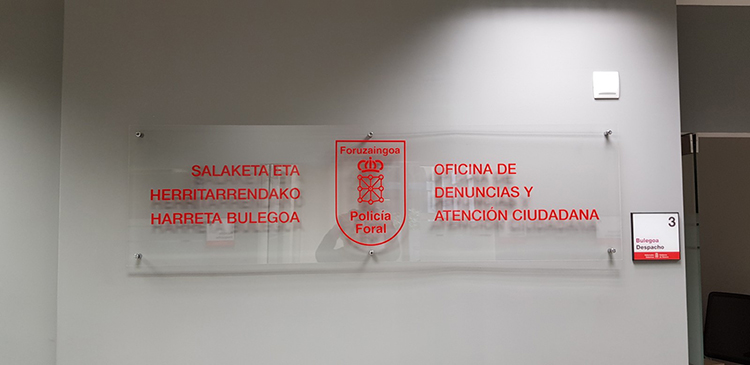 SALAKETA ETA
HERRITARRENDAKO
HARRETA BULEGOA
Foruzaingoa
Policía
Foral
OFICINA DE
DENUNCIAS Y
ATENCIÓN CIUDADANA
3
Bulegoa
Despacho